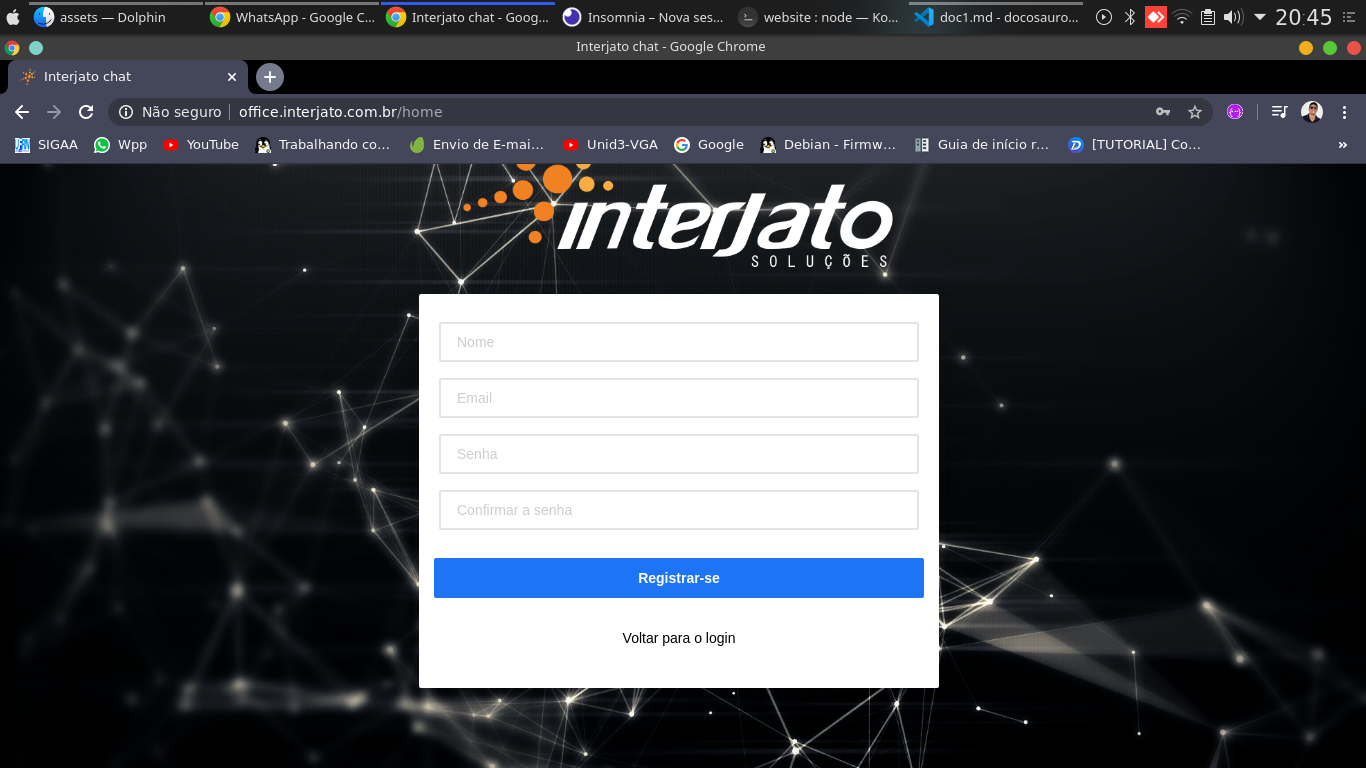 assets — Dolphin
WhatsApp - Google C...
Interjato chat - Goog...
Insomnia – Nova ses...
website : node — Ko...
doc1.md - docosauro...
20:45
Interjato chat - Google Chrome
Interjato chat
Não seguro
office.interjato.com.br/home
SIGAA
Wpp
YouTube
Trabalhando co...
Envio de E-mai...
Unid3-VGA
Google
Debian - Firmw...
Guia de início r...
[TUTORIAL] Co...
»
interjato
SOLUÇÕES
Nome
Email
Senha
Confirmar a senha
Registrar-se
Voltar para o login